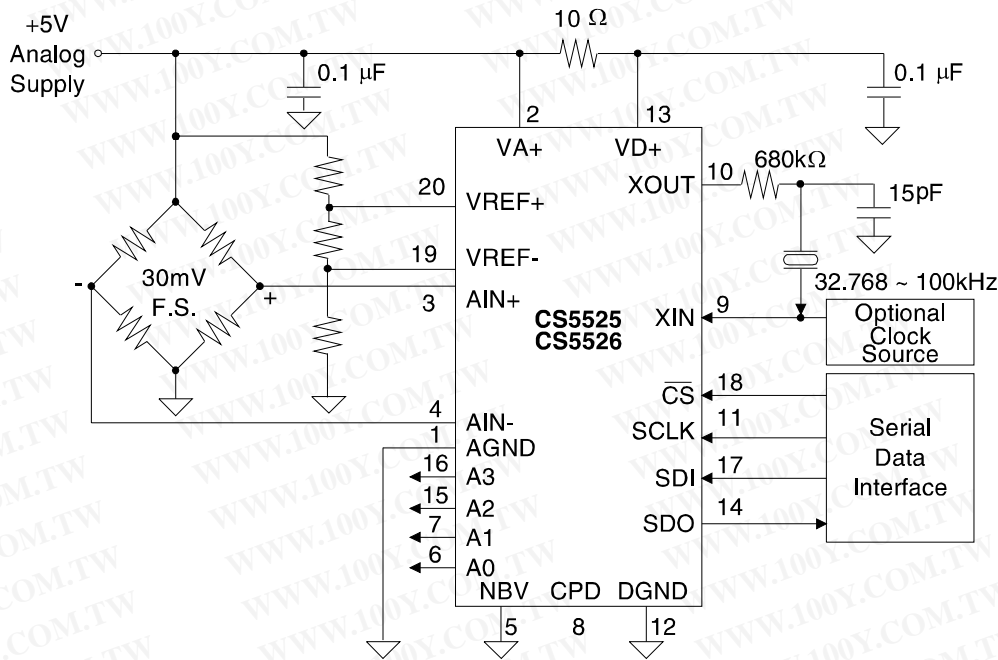 +5V
Analog
Supply
10 Ω
0.1 µF
0.1 µF
2
13
VA+
VD+
680kΩ
10
XOUT
15pF
20
VREF+
19
VREF-
30mV
F.S.
-
+
3
AIN+
CS5525
CS5526
32.768 ~ 100kHz
XIN
9
Optional
Clock
Source
CS
18
4
AIN-
SCLK
11
1
AGND
Serial
Data
Interface
16
A3
SDI
17
15
A2
SDO
14
7
A1
6
A0
NBV
CPD
DGND
5
8
12
WWW.100Y.COM.TW